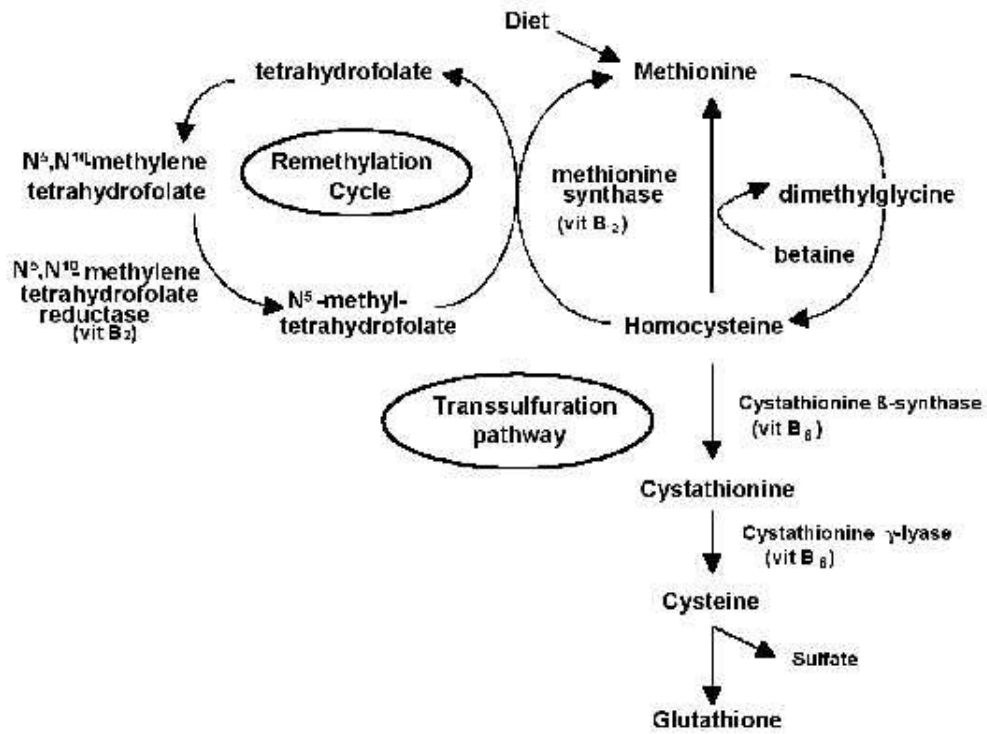 Diet
tetrahydrofolate
Methionine
N⁵,N¹⁰-methylene
tetrahydrofolate
Remethylation
Cycle
methionine
synthase
(vit B₁₂)
dimethylglycine
betaine
N⁵,N¹⁰-methylene
tetrahydrofolate
reductase
(vit B₂)
N⁵-methyl-
tetrahydrofolate
Homocysteine
Transsulfuration
pathway
Cystathionine ß-synthase
(vit B₆)
Cystathionine
Cystathionine γ-lyase
(vit B₆)
Cysteine
Sulfate
Glutathione